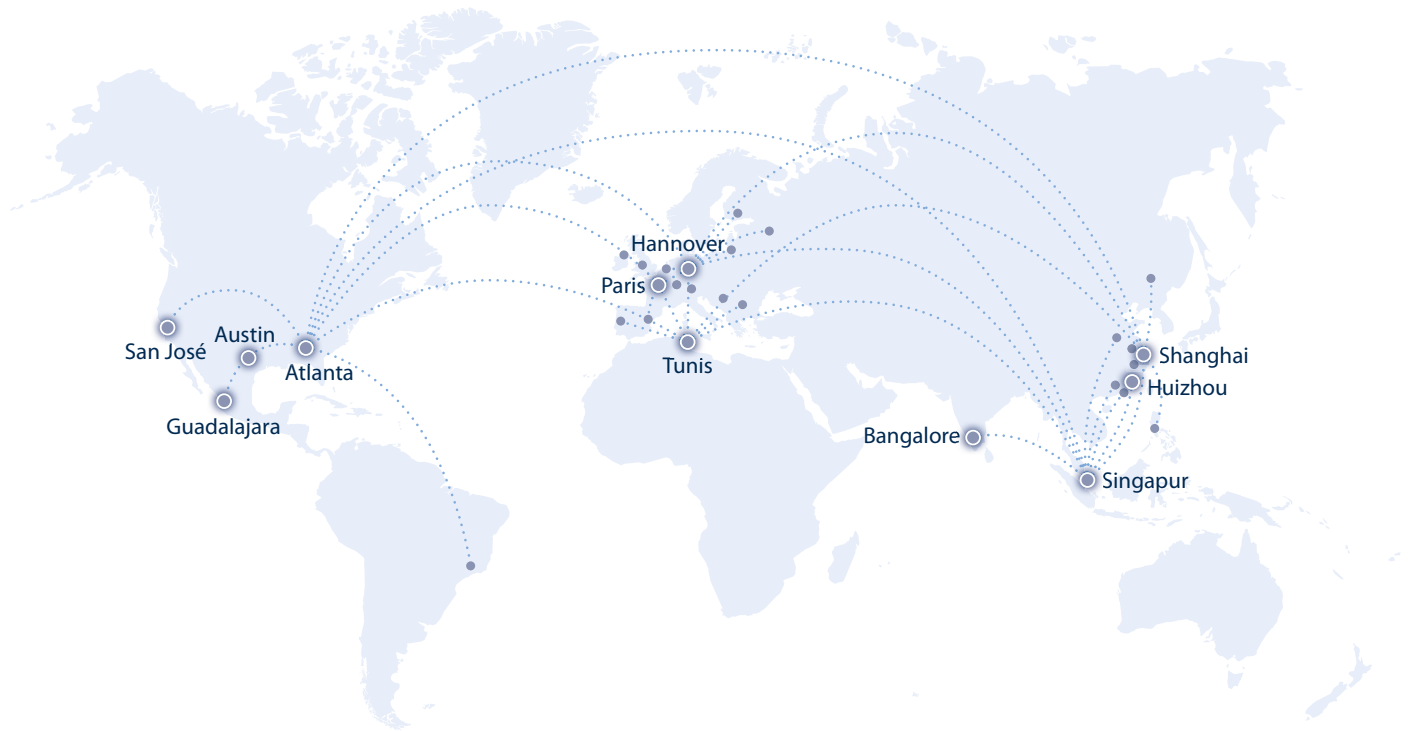 Hannover
Paris
Austin
San José
Atlanta
Tunis
Shanghai
Huizhou
Guadalajara
Bangalore
Singapur